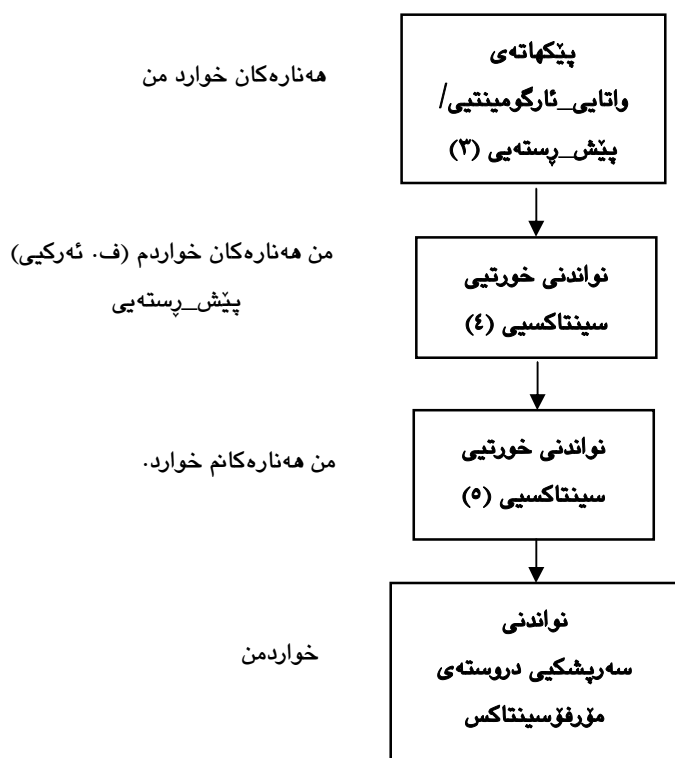 پێکهاتەی
واتایی_ئارگومینتیی/
پێش_ڕستەیی (٣)
هەنارەکان خوارد من
نواندنی خورتیی
سینتاکسیی (٤)
من هەنارەکان خواردم (ف. ئەرکیی)
پێش_ڕستەیی
نواندنی خورتیی
سینتاکسیی (٥)
من هەنارەکانم خوارد.
نواندنی
سەرپشکیی دروستەی
مۆرفۆسینتاکس
خواردمن